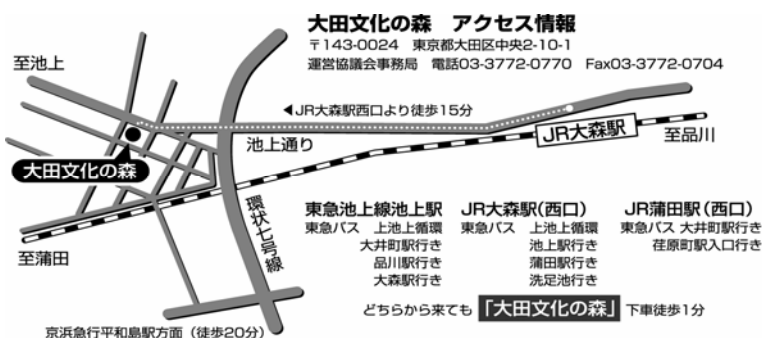 大田文化の森 アクセス情報
〒143-0024 東京都大田区中央2-10-1
運営協議会事務局 電話03-3772-0770 Fax03-3772-0704
至池上
◀JR大森駅西口より徒歩15分
池上通り
JR大森駅
至品川
大田文化の森
環状七号線
至蒲田
東急池上線池上駅
東急バス 上池上循環
大井町駅行き
品川駅行き
大森駅行き
JR大森駅(西口)
東急バス 上池上循環
池上駅行き
蒲田駅行き
洗足池行き
JR蒲田駅(西口)
東急バス 大井町駅行き
荏原町駅入口行き
どちらから来ても 「大田文化の森」 下車徒歩1分
京浜急行平和島駅方面(徒歩20分)